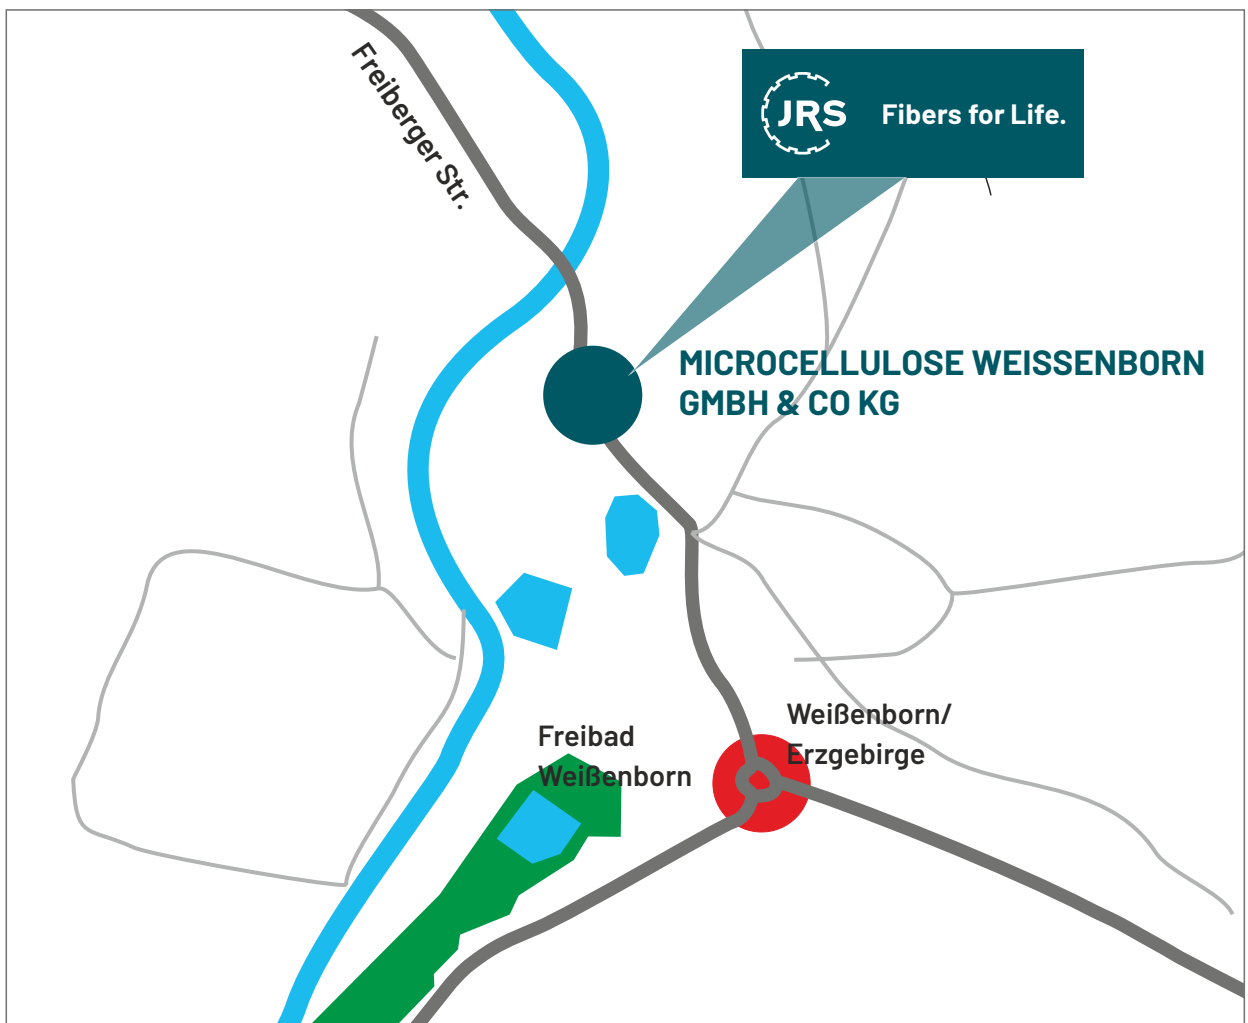 Freiberger Str.
JRS
Fibers for Life.
MICROCELLULOSE WEISSENBORN
GMBH & CO KG
Weißenborn/
Erzgebirge
Freibad
Weißenborn